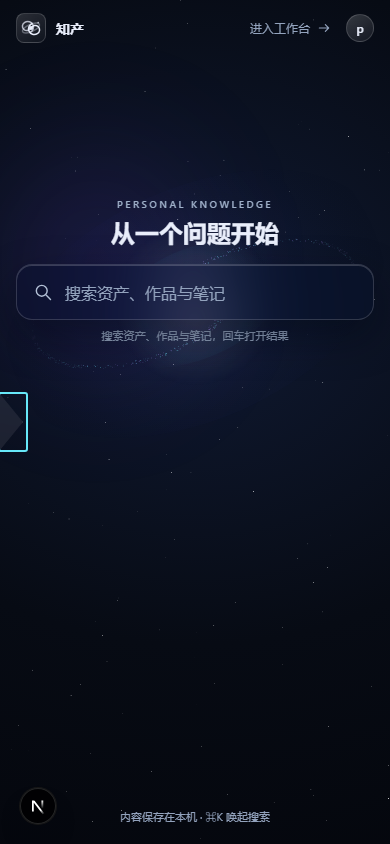 知产
进入工作台 →
p
PERSONAL KNOWLEDGE
从一个问题开始
搜索资产、作品与笔记
搜索资产、作品与笔记，回车打开结果
N
内容保存在本机 · ⌘K 唤起搜索